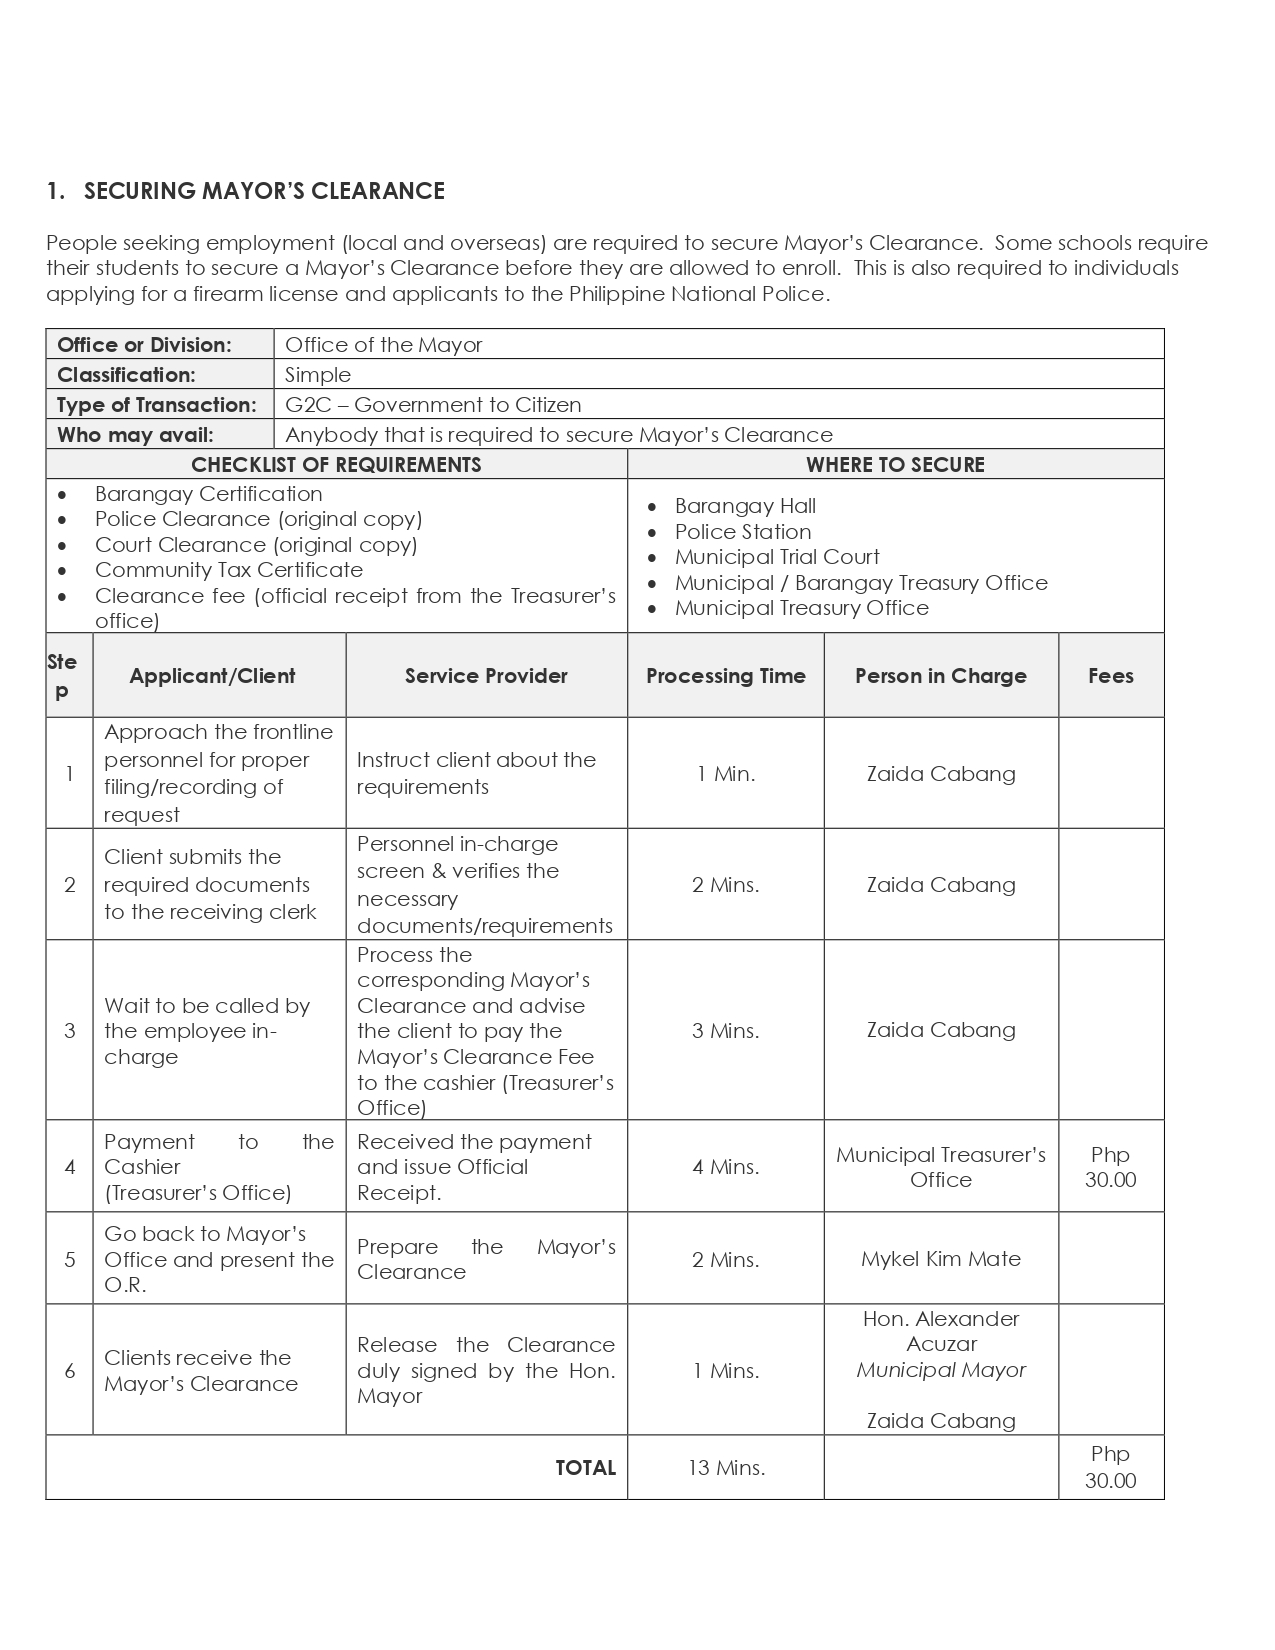 1. SECURING MAYOR’S CLEARANCE
People seeking employment (local and overseas) are required to secure Mayor’s Clearance. Some schools require
their students to secure a Mayor’s Clearance before they are allowed to enroll. This is also required to individuals
applying for a firearm license and applicants to the Philippine National Police.
Office or Division: Office of the Mayor
Classification: Simple
Type of Transaction: G2C – Government to Citizen
Who may avail: Anybody that is required to secure Mayor’s Clearance
CHECKLIST OF REQUIREMENTS WHERE TO SECURE
• Barangay Certification
• Police Clearance (original copy)
• Court Clearance (original copy)
• Community Tax Certificate
• Clearance fee (official receipt from the Treasurer’s
office)
• Barangay Hall
• Police Station
• Municipal Trial Court
• Municipal / Barangay Treasury Office
• Municipal Treasury Office
Ste
p
Applicant/Client
Service Provider
Processing Time
Person in Charge
Fees
1
Approach the frontline
personnel for proper
filing/recording of
request
Instruct client about the
requirements
1 Min.
Zaida Cabang
2
Client submits the
required documents
to the receiving clerk
Personnel in-charge
screen & verifies the
necessary
documents/requirements
2 Mins.
Zaida Cabang
3
Wait to be called by
the employee in-
charge
Process the
corresponding Mayor’s
Clearance and advise
the client to pay the
Mayor’s Clearance Fee
to the cashier (Treasurer’s
Office)
3 Mins.
Zaida Cabang
4
Payment to the
Cashier
(Treasurer’s Office)
Received the payment
and issue Official
Receipt.
4 Mins.
Municipal Treasurer’s
Office
Php
30.00
5
Go back to Mayor’s
Office and present the
O.R.
Prepare the Mayor’s
Clearance
2 Mins.
Mykel Kim Mate
6
Clients receive the
Mayor’s Clearance
Release the Clearance
duly signed by the Hon.
Mayor
1 Mins.
Hon. Alexander
Acuzar
Municipal Mayor
Zaida Cabang
TOTAL
13 Mins.
Php
30.00